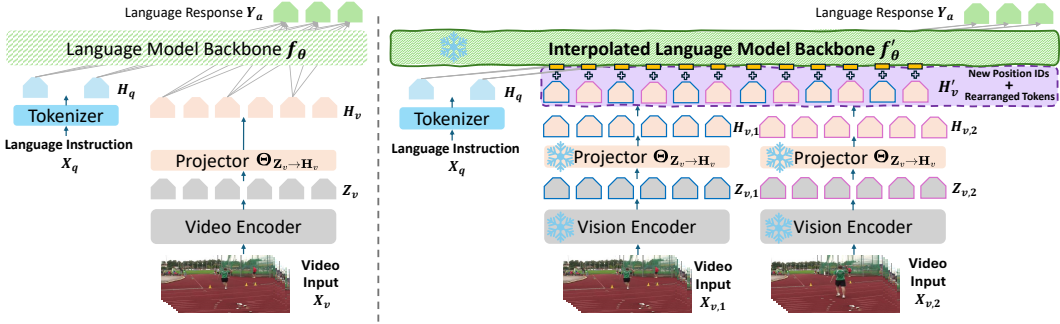 Language Response Y_a
Language Model Backbone f_θ
H_q
H_v
Tokenizer
Language Instruction
X_q
Projector Θ_{Z_v→H_v}
Z_v
Video Encoder
Video
Input
X_v
Language Response Y_a
Interpolated Language Model Backbone f'_θ
New Position IDs
+
Rearranged Tokens
H'_v
H_q
Tokenizer
Language Instruction
X_q
H_{v,1}
H_{v,2}
Projector Θ_{Z_v→H_v}
Projector Θ_{Z_v→H_v}
Z_{v,1}
Z_{v,2}
Vision Encoder
Vision Encoder
Video
Input
X_{v,1}
Video
Input
X_{v,2}